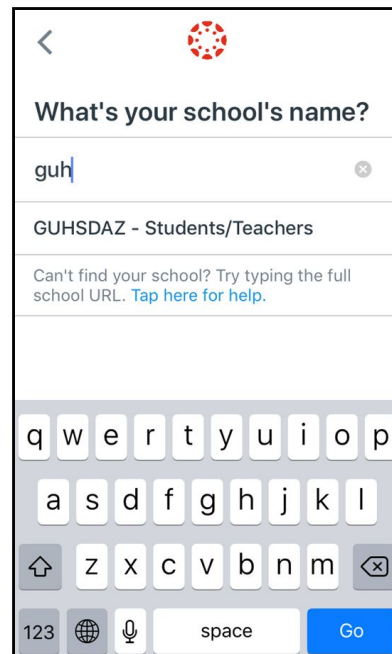 What's your school's name?
guh
GUHSDAZ - Students/Teachers
Can't find your school? Try typing the full
school URL. Tap here for help.
q w e r t y u i o p
a s d f g h j k l
z x c v b n m
123 space Go